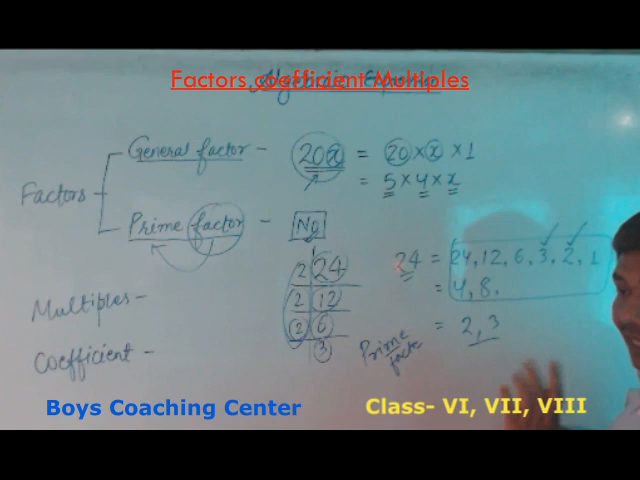 Factors,coefficient Multiples
Algebraic
General factor - 20x = 20 × x × 1
= 5 × 4 × x
Factors
Prime factor - No
24 = 24, 12, 6, 3, 2, 1
= 4, 8.
2 24
2 12
2 6
3
Prime factor = 2, 3
Multiples -
Coefficient -
Boys Coaching Center
Class- VI, VII, VIII